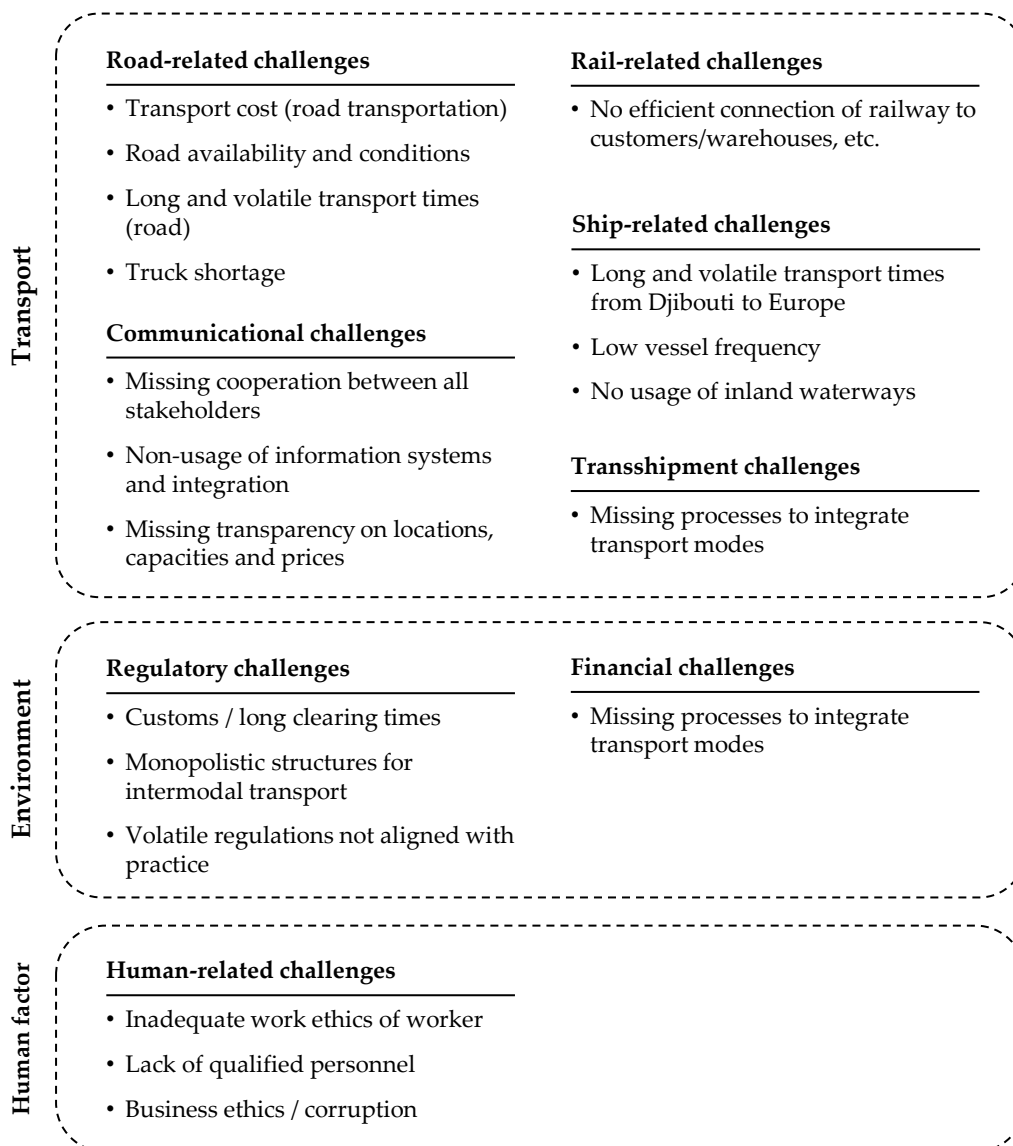 Transport
Road-related challenges
• Transport cost (road transportation)
• Road availability and conditions
• Long and volatile transport times
(road)
• Truck shortage
Communicational challenges
• Missing cooperation between all
stakeholders
• Non-usage of information systems
and integration
• Missing transparency on locations,
capacities and prices
Rail-related challenges
• No efficient connection of railway to
customers/warehouses, etc.
Ship-related challenges
• Long and volatile transport times
from Djibouti to Europe
• Low vessel frequency
• No usage of inland waterways
Transshipment challenges
• Missing processes to integrate
transport modes
Environment
Regulatory challenges
• Customs / long clearing times
• Monopolistic structures for
intermodal transport
• Volatile regulations not aligned with
practice
Financial challenges
• Missing processes to integrate
transport modes
Human factor
Human-related challenges
• Inadequate work ethics of worker
• Lack of qualified personnel
• Business ethics / corruption